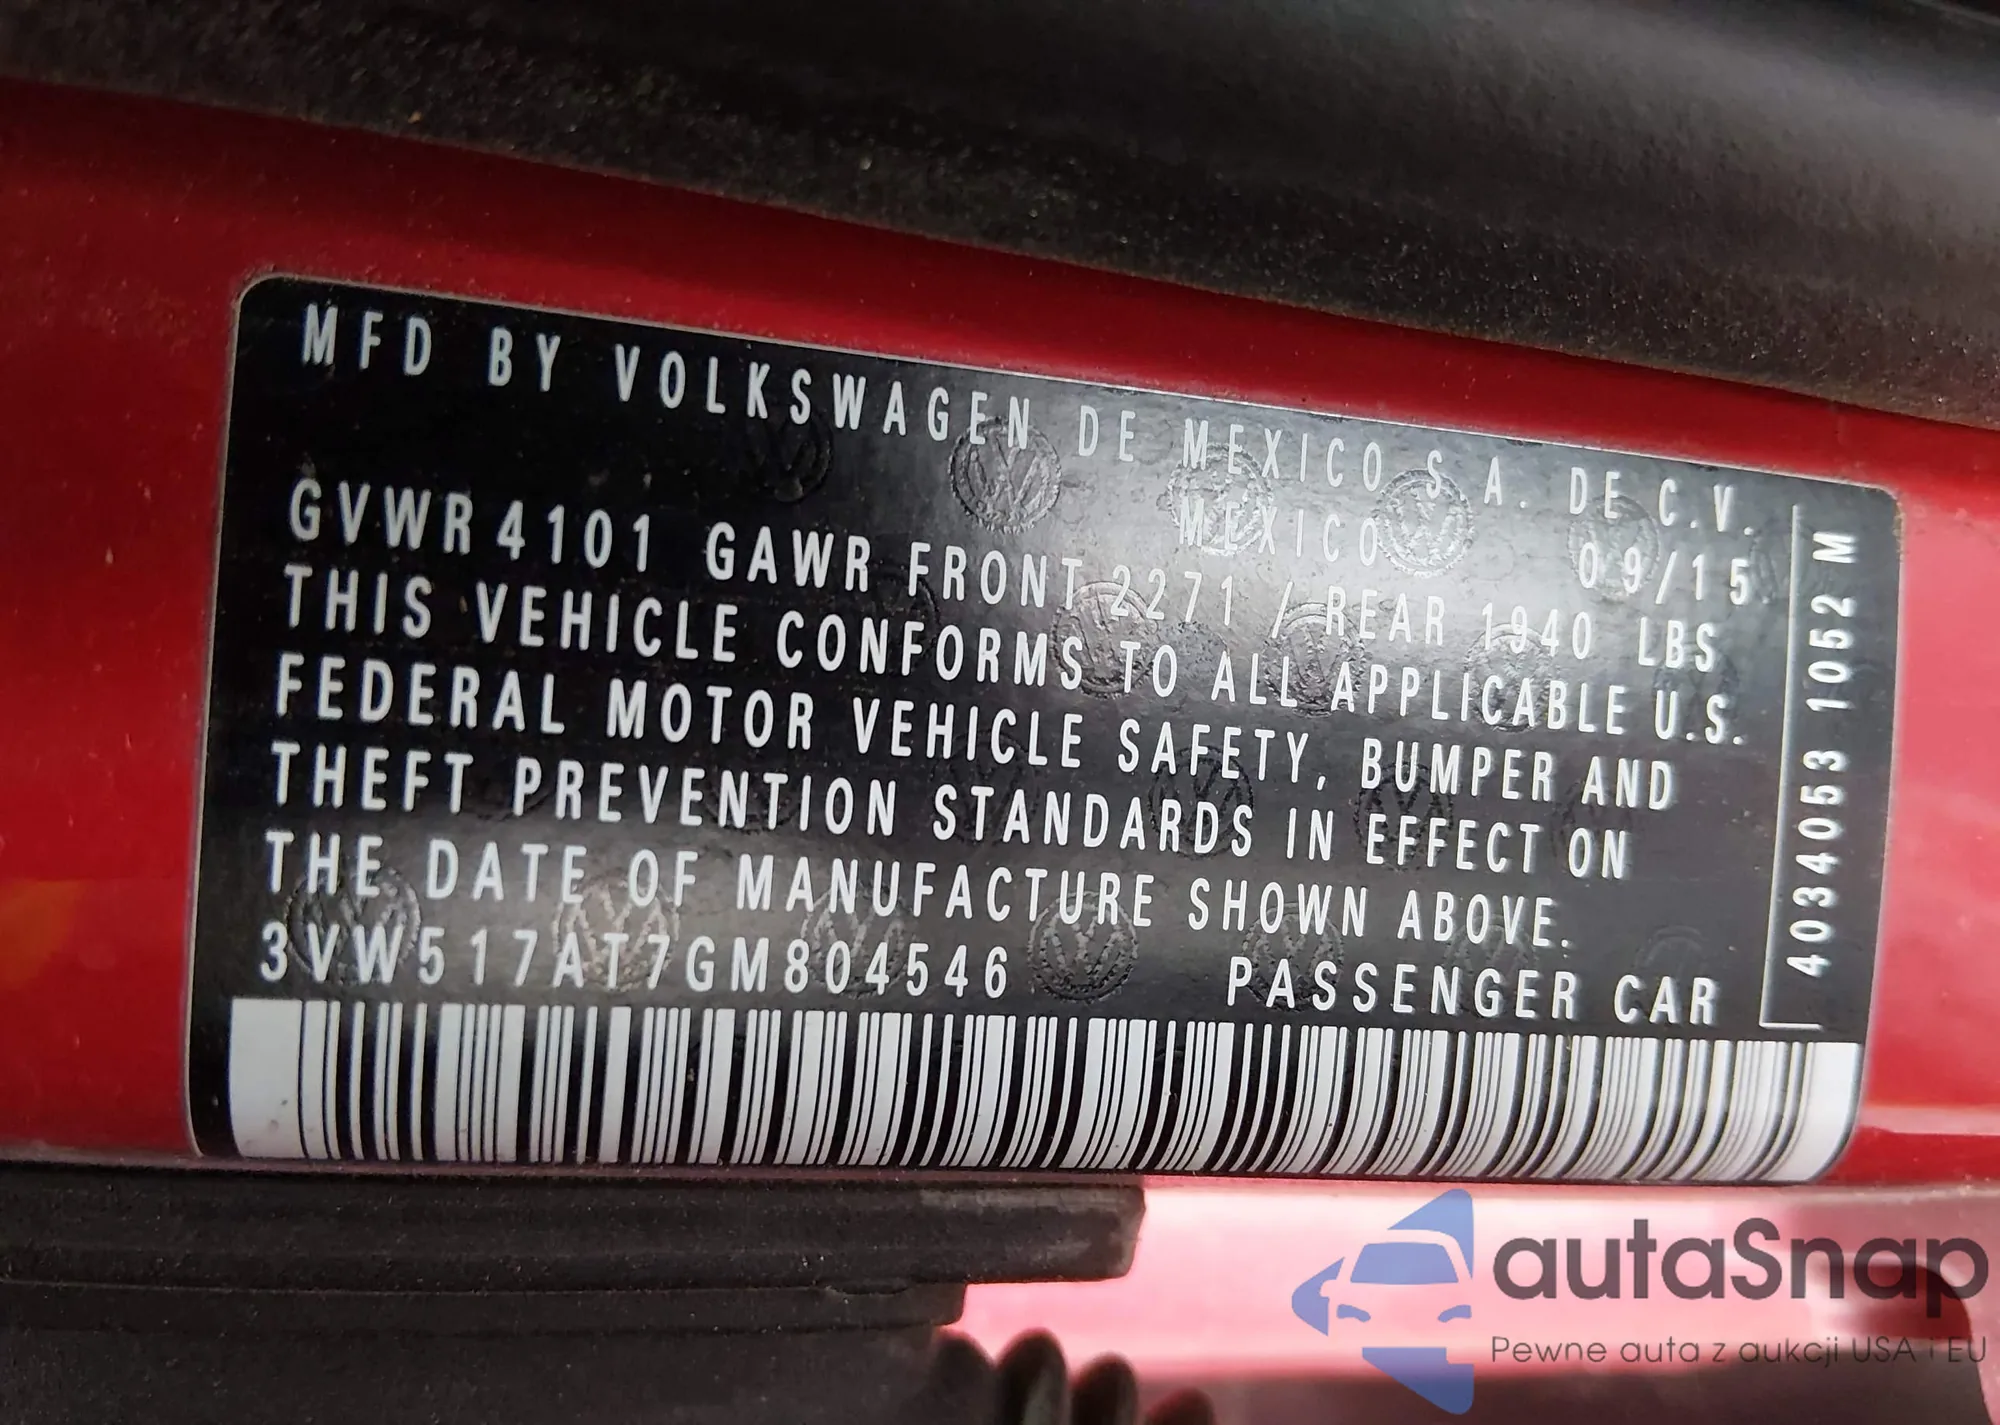 MFD BY VOLKSWAGEN DE MEXICO S.A. DE C.V.
MEXICO 09/15
GVWR 4101 GAWR FRONT 2271 / REAR 1940 LBS
THIS VEHICLE CONFORMS TO ALL APPLICABLE U.S.
FEDERAL MOTOR VEHICLE SAFETY, BUMPER AND
THEFT PREVENTION STANDARDS IN EFFECT ON
THE DATE OF MANUFACTURE SHOWN ABOVE.
3VW517AT7GM804546 PASSENGER CAR
4034053 1052 M
autaSnap
Pewne auta z aukcji USA i EU